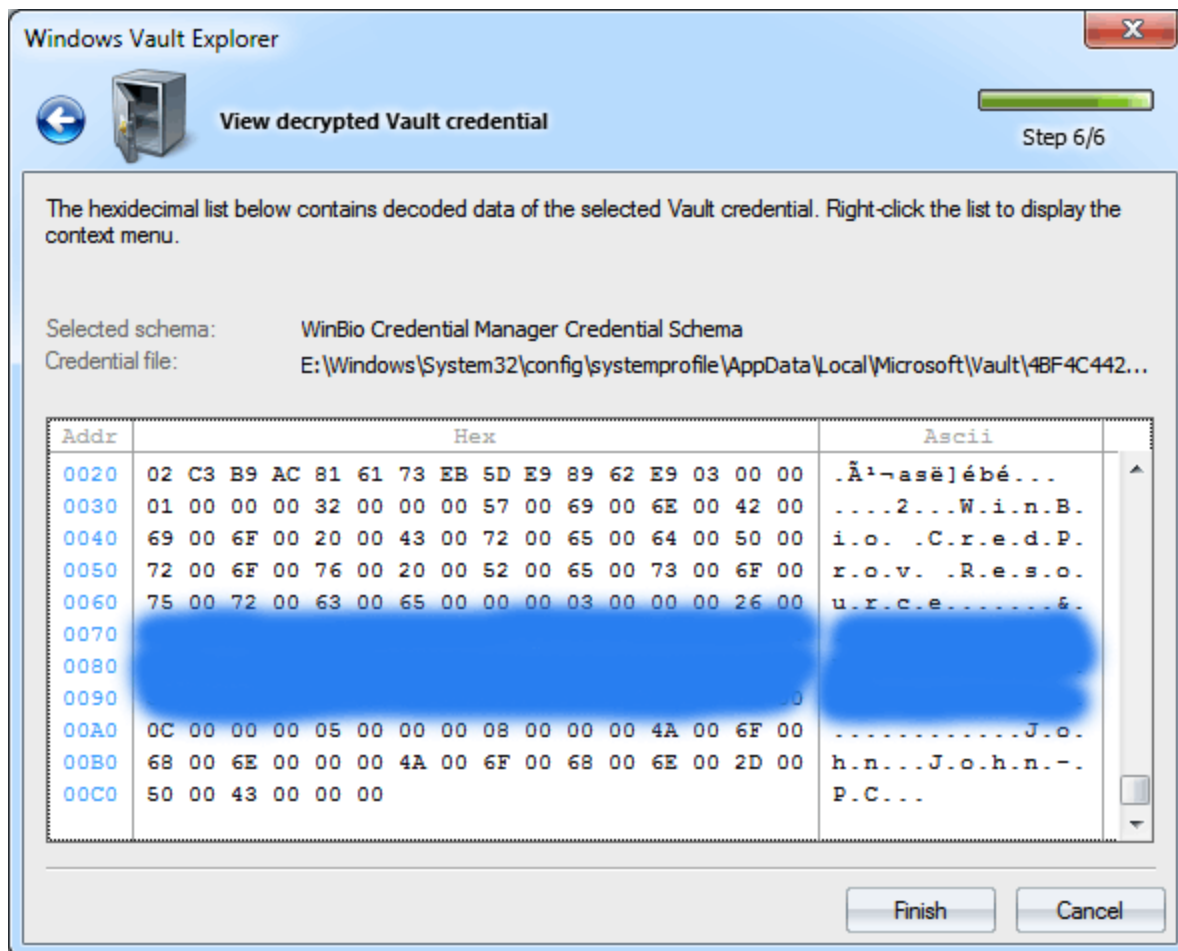 Windows Vault Explorer
View decrypted Vault credential
Step 6/6
The hexidecimal list below contains decoded data of the selected Vault credential. Right-click the list to display the
context menu.
Selected schema: WinBio Credential Manager Credential Schema
Credential file: E:\Windows\System32\config\systemprofile\AppData\Local\Microsoft\Vault\4BF4C442...
Addr Hex Ascii
0020 02 C3 B9 AC 81 61 73 EB 5D E9 89 62 E9 03 00 00 .Ã¹¬asë]ébé...
0030 01 00 00 00 32 00 00 00 57 00 69 00 6E 00 42 00 ....2...W.i.n.B.
0040 69 00 6F 00 20 00 43 00 72 00 65 00 64 00 50 00 i.o. .C.r.e.d.P.
0050 72 00 6F 00 76 00 20 00 52 00 65 00 73 00 6F 00 r.o.v. .R.e.s.o.
0060 75 00 72 00 63 00 65 00 00 00 03 00 00 00 26 00 u.r.c.e.......&.
0070
0080
0090
00A0 0C 00 00 00 05 00 00 00 08 00 00 00 4A 00 6F 00 ............J.o.
00B0 68 00 6E 00 00 00 4A 00 6F 00 68 00 6E 00 2D 00 h.n...J.o.h.n.-.
00C0 50 00 43 00 00 00 P.C...
Finish Cancel